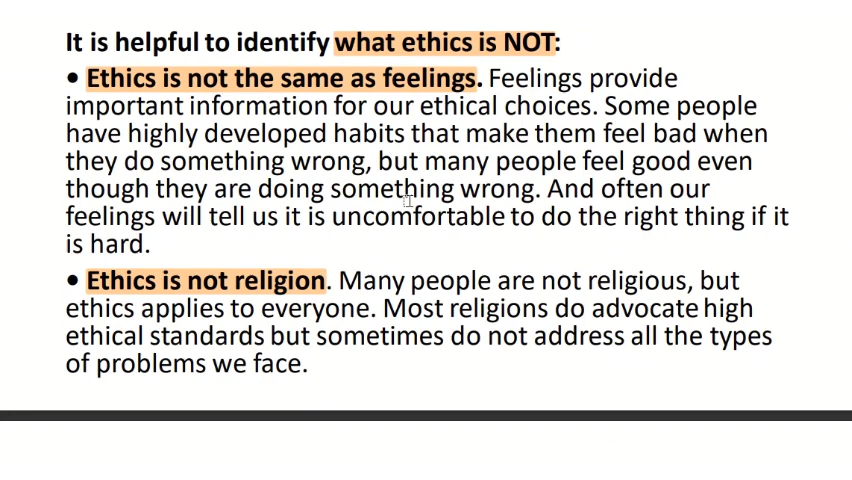 It is helpful to identify what ethics is NOT:
• Ethics is not the same as feelings. Feelings provide
important information for our ethical choices. Some people
have highly developed habits that make them feel bad when
they do something wrong, but many people feel good even
though they are doing something wrong. And often our
feelings will tell us it is uncomfortable to do the right thing if it
is hard.
• Ethics is not religion. Many people are not religious, but
ethics applies to everyone. Most religions do advocate high
ethical standards but sometimes do not address all the types
of problems we face.